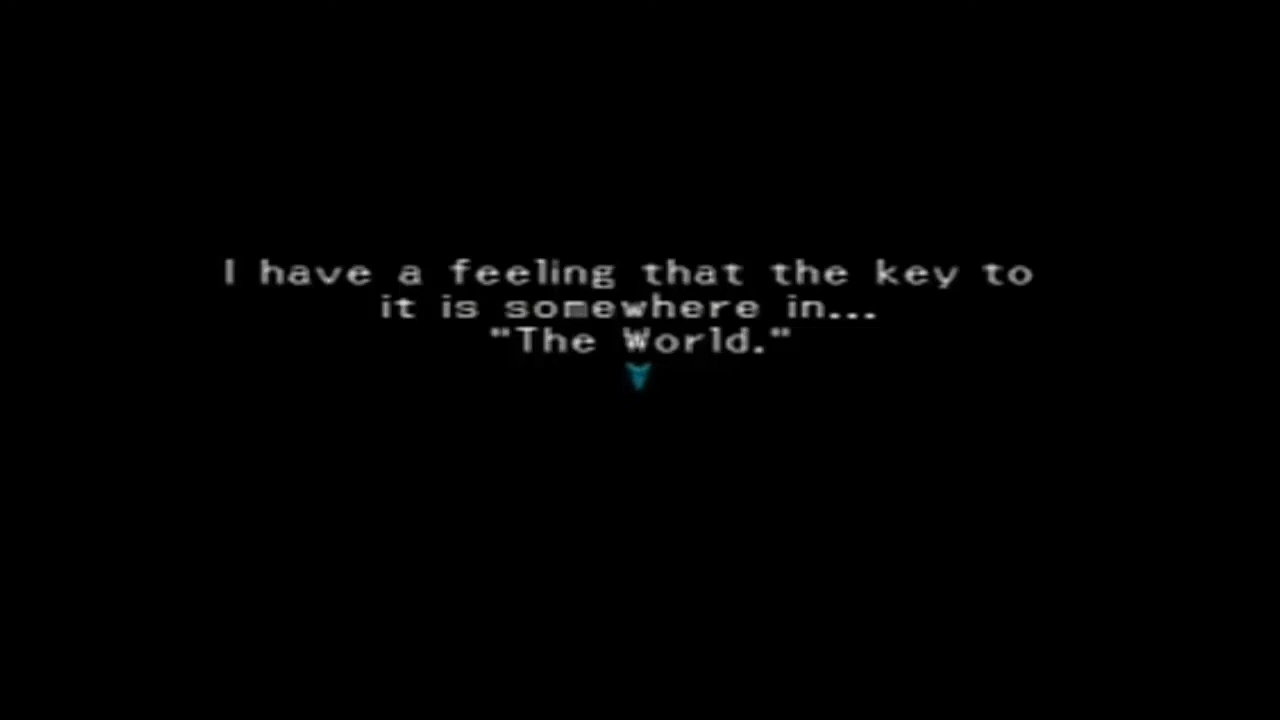 I have a feeling that the key to
it is somewhere in...
"The World."